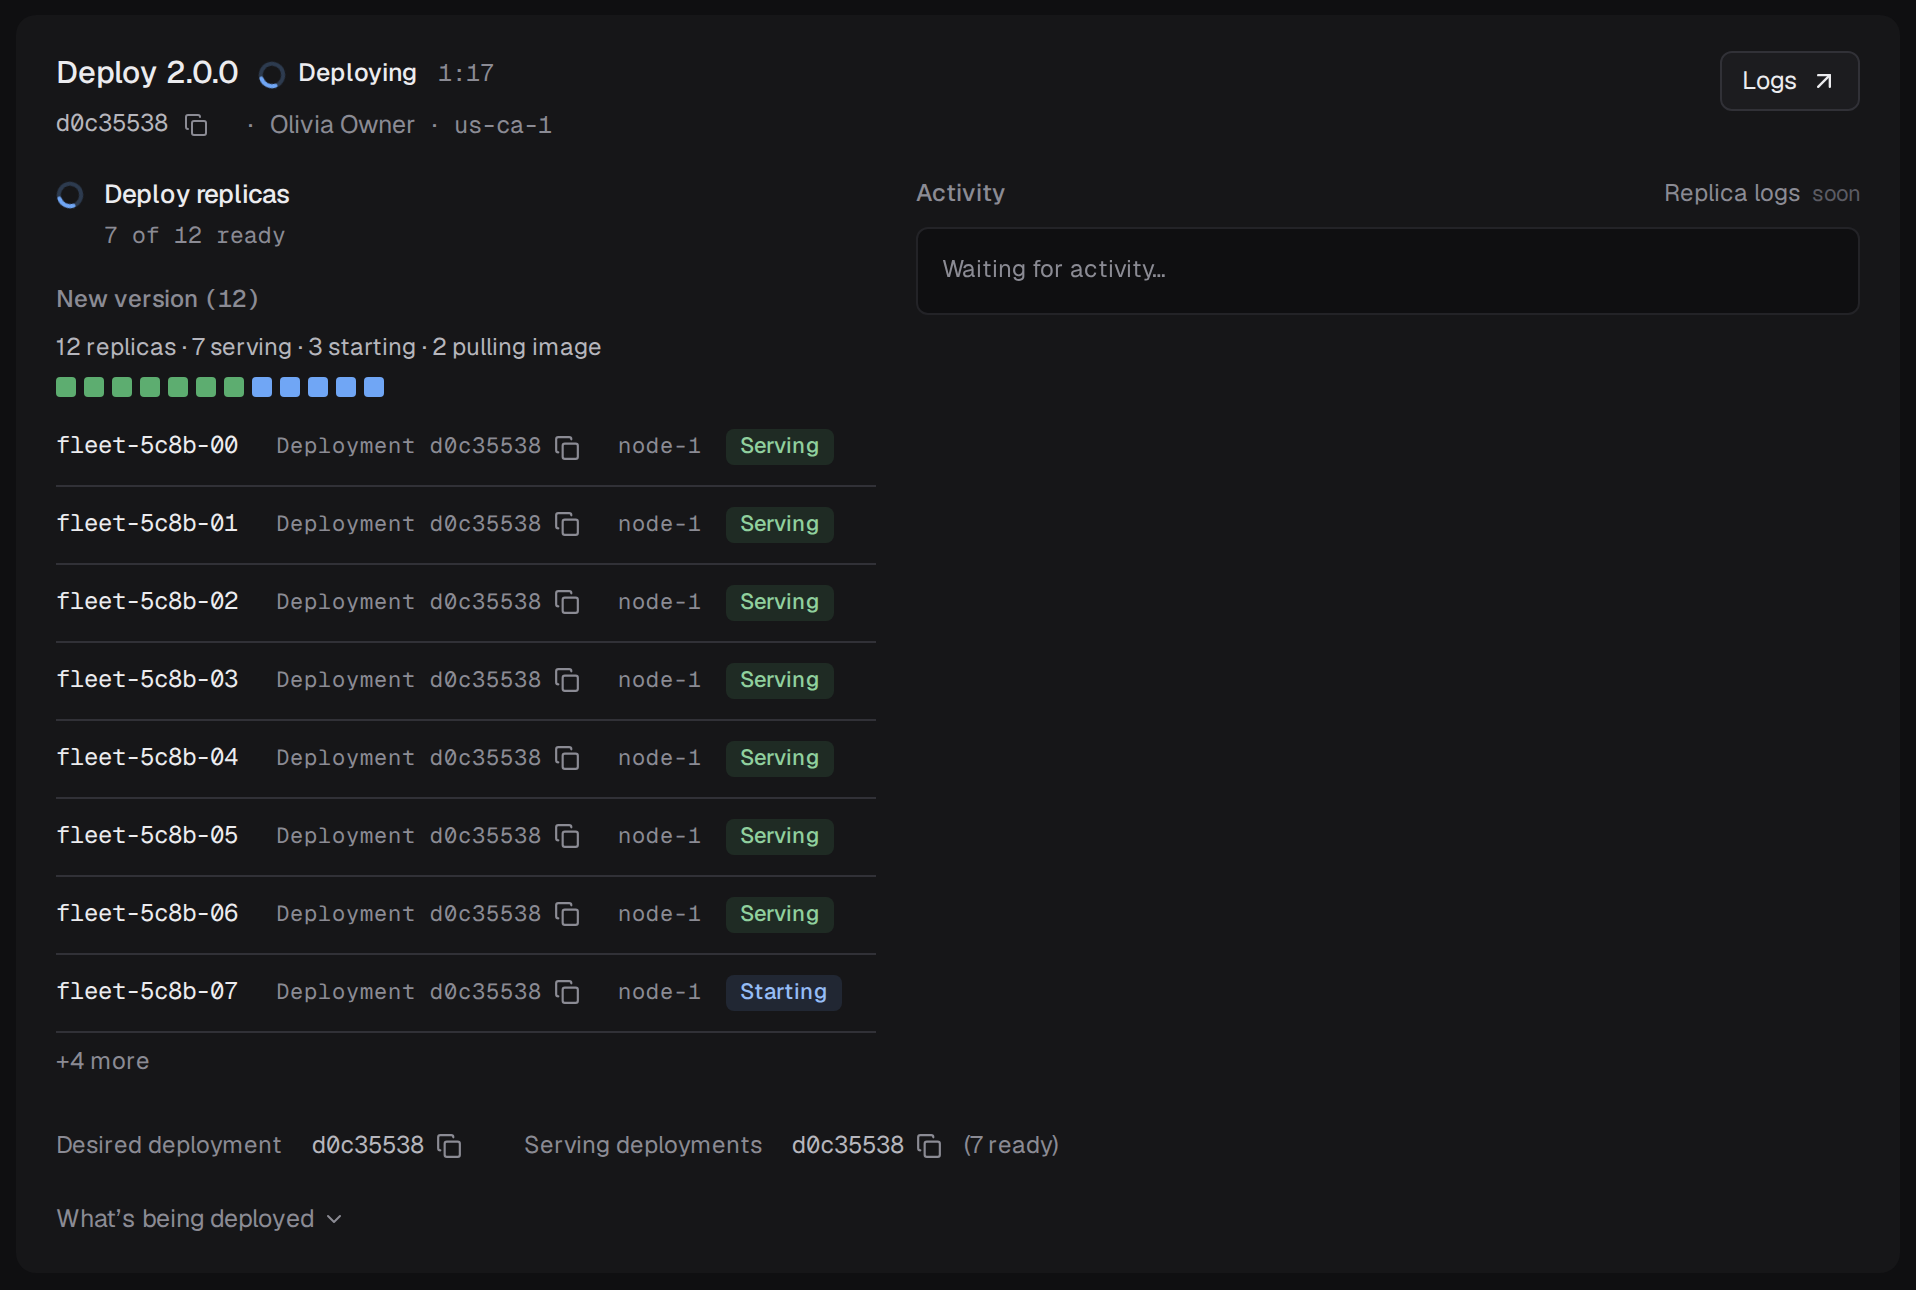 Deploy 2.0.0 Deploying 1:17
Logs
d0c35538 · Olivia Owner · us-ca-1
Deploy replicas
7 of 12 ready
New version (12)
12 replicas · 7 serving · 3 starting · 2 pulling image
fleet-5c8b-00 Deployment d0c35538 node-1 Serving
fleet-5c8b-01 Deployment d0c35538 node-1 Serving
fleet-5c8b-02 Deployment d0c35538 node-1 Serving
fleet-5c8b-03 Deployment d0c35538 node-1 Serving
fleet-5c8b-04 Deployment d0c35538 node-1 Serving
fleet-5c8b-05 Deployment d0c35538 node-1 Serving
fleet-5c8b-06 Deployment d0c35538 node-1 Serving
fleet-5c8b-07 Deployment d0c35538 node-1 Starting
+4 more
Activity
Replica logs soon
Waiting for activity…
Desired deployment d0c35538 Serving deployments d0c35538 (7 ready)
What’s being deployed